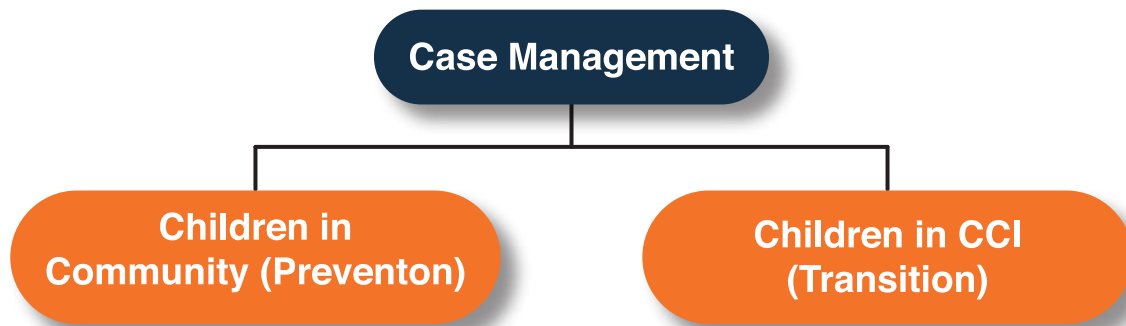 Case Management
Children in
Community (Preventon)
Children in CCI
(Transition)